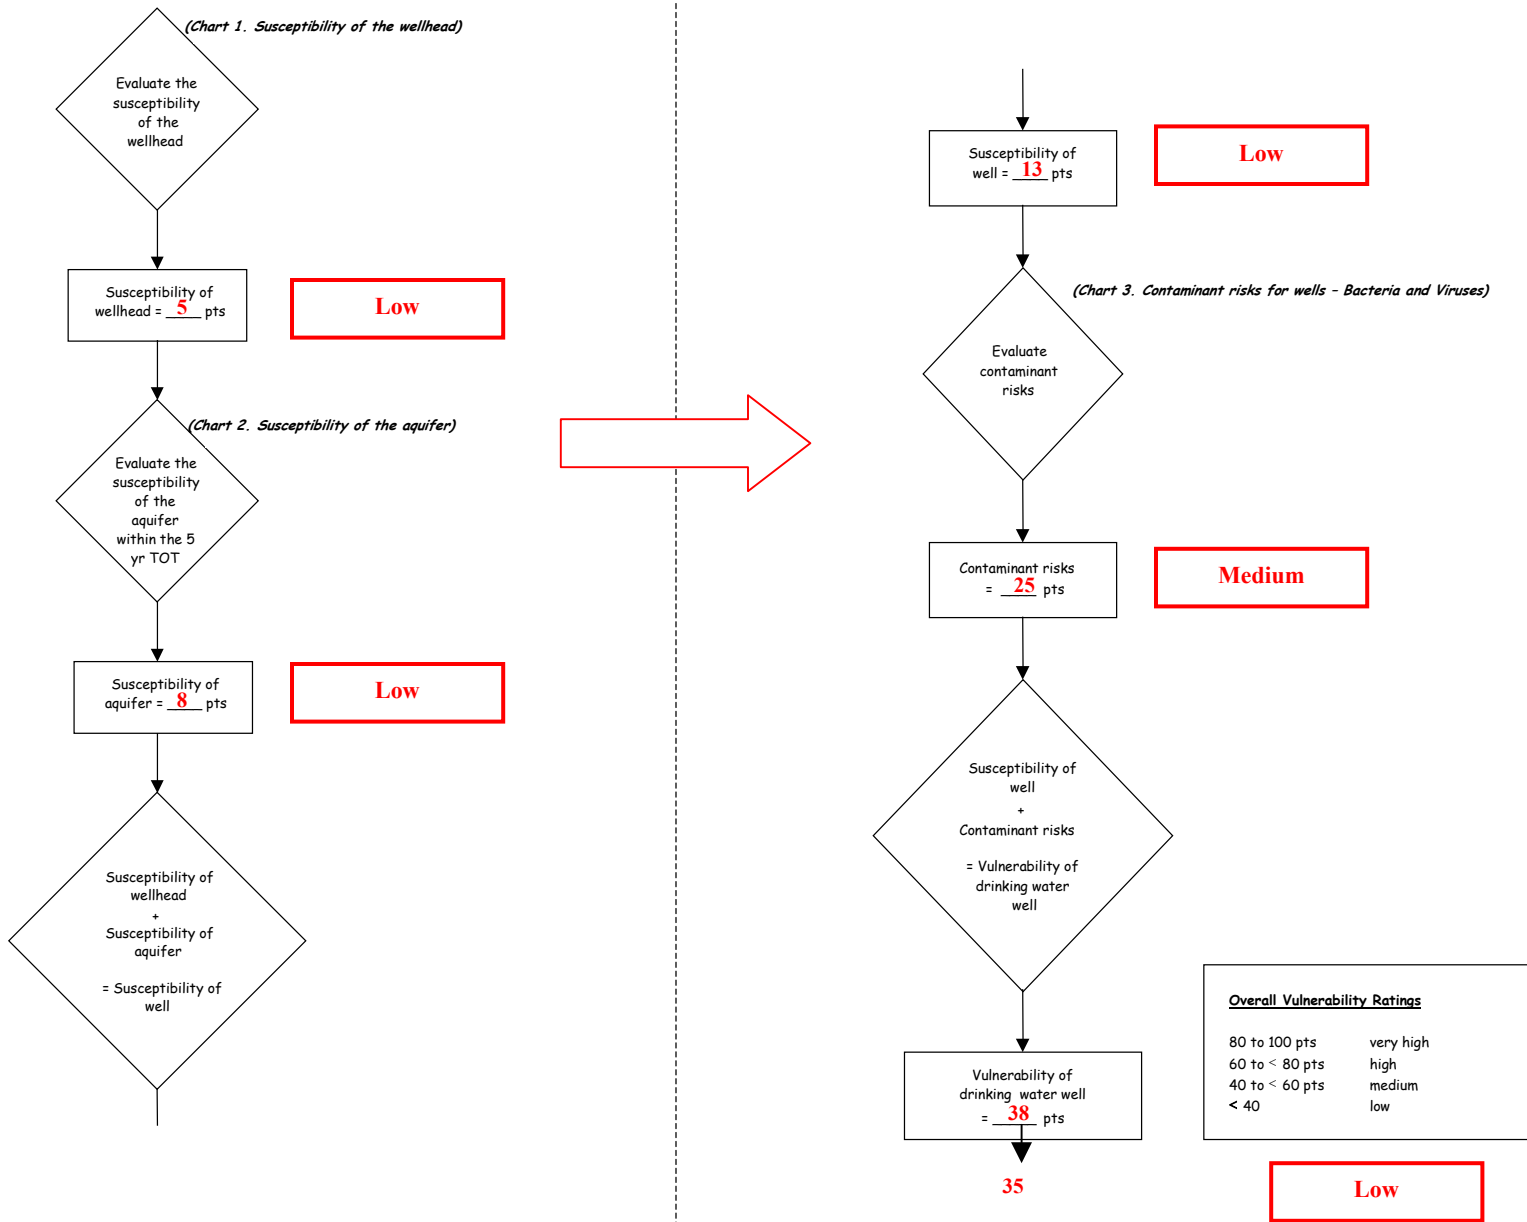 (Chart 1. Susceptibility of the wellhead)
Evaluate the
susceptibility
of the
wellhead
Susceptibility of
wellhead = 5 pts
Low
(Chart 2. Susceptibility of the aquifer)
Evaluate the
susceptibility
of the
aquifer
within the 5
yr TOT
Susceptibility of
aquifer = 8 pts
Low
Susceptibility of
wellhead
+
Susceptibility of
aquifer
= Susceptibility of
well
Susceptibility of
well = 13 pts
Low
(Chart 3. Contaminant risks for wells – Bacteria and Viruses)
Evaluate
contaminant
risks
Contaminant risks
= 25 pts
Medium
Susceptibility of
well
+
Contaminant risks
= Vulnerability of
drinking water
well
Vulnerability of
drinking water well
= 38 pts
35
Overall Vulnerability Ratings
80 to 100 pts very high
60 to < 80 pts high
40 to < 60 pts medium
< 40 low
Low